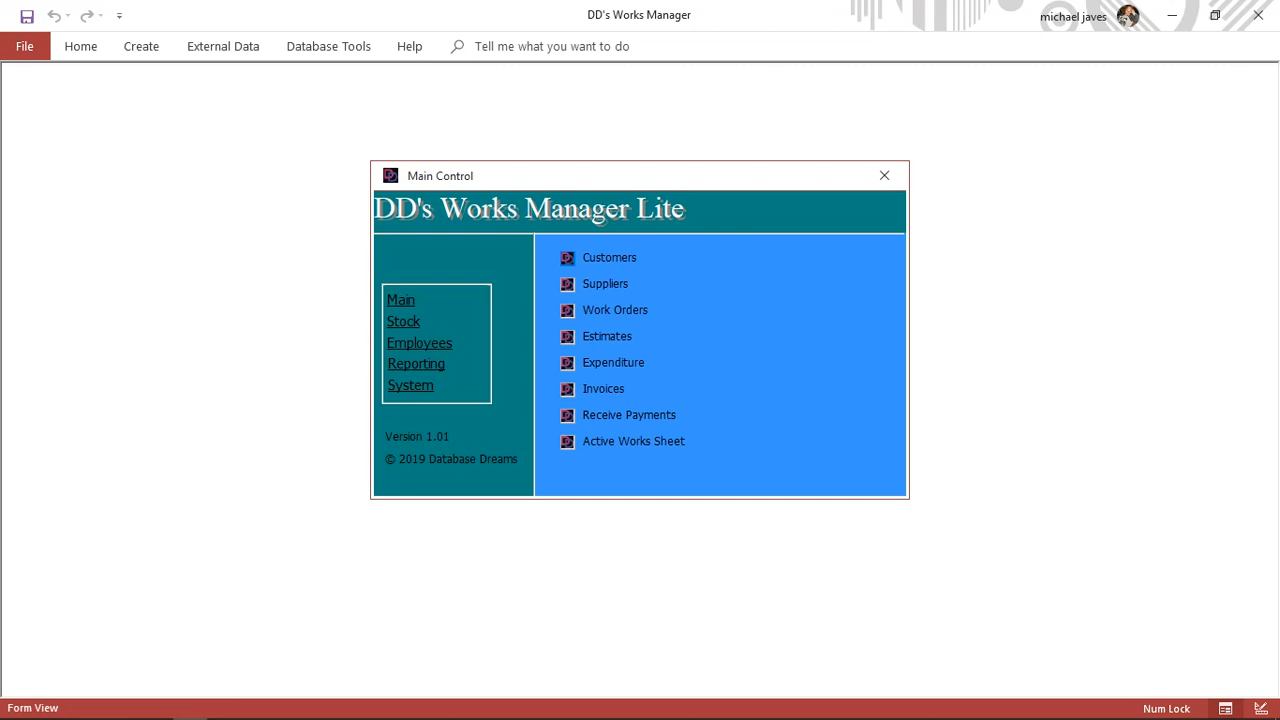 DD's Works Manager
michael javes
File Home Create External Data Database Tools Help Tell me what you want to do
Main Control
DD's Works Manager Lite
Main
Stock
Employees
Reporting
System
Version 1.01
© 2019 Database Dreams
Customers
Suppliers
Work Orders
Estimates
Expenditure
Invoices
Receive Payments
Active Works Sheet
Form View
Num Lock